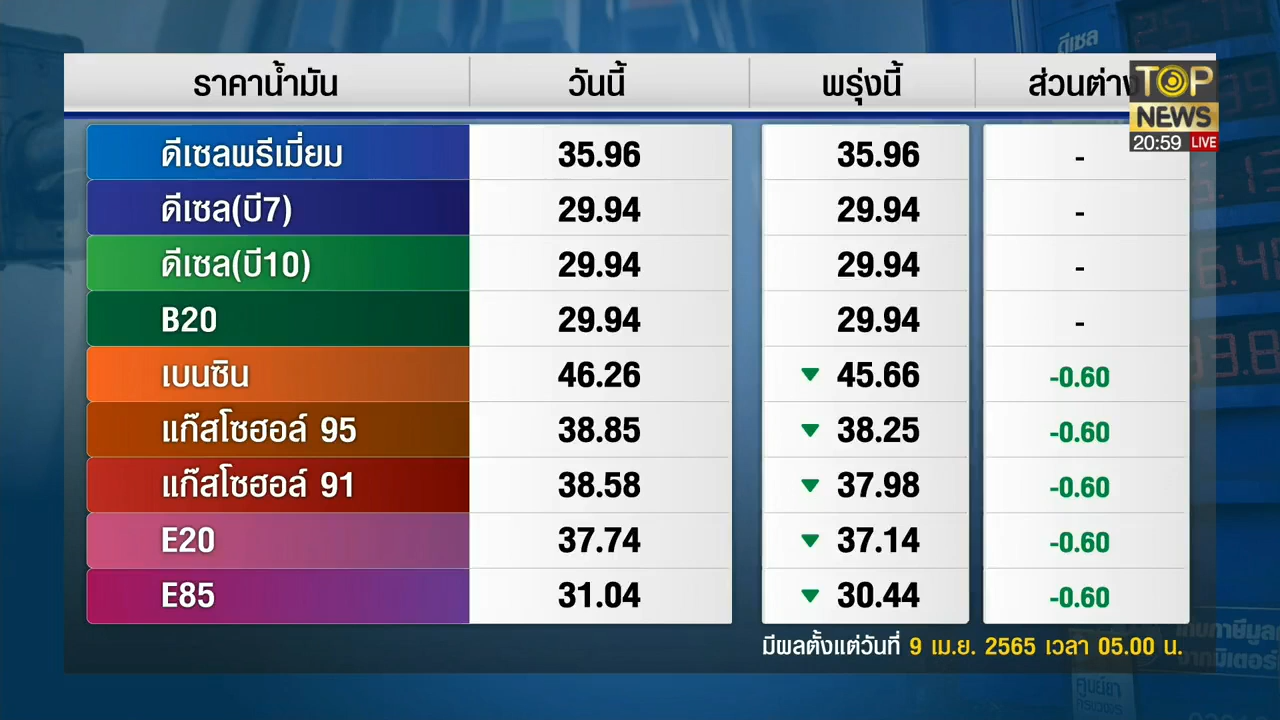 ราคาน้ำมัน วันนี้ พรุ่งนี้ ส่วนต่าง
ดีเซลพรีเมี่ยม 35.96 35.96 -
ดีเซล(บี7) 29.94 29.94 -
ดีเซล(บี10) 29.94 29.94 -
B20 29.94 29.94 -
เบนซิน 46.26 45.66 -0.60
แก๊สโซฮอล์ 95 38.85 38.25 -0.60
แก๊สโซฮอล์ 91 38.58 37.98 -0.60
E20 37.74 37.14 -0.60
E85 31.04 30.44 -0.60
มีผลตั้งแต่วันที่ 9 เม.ย. 2565 เวลา 05.00 น.
TOP
NEWS
20:59 LIVE
ดีเซล